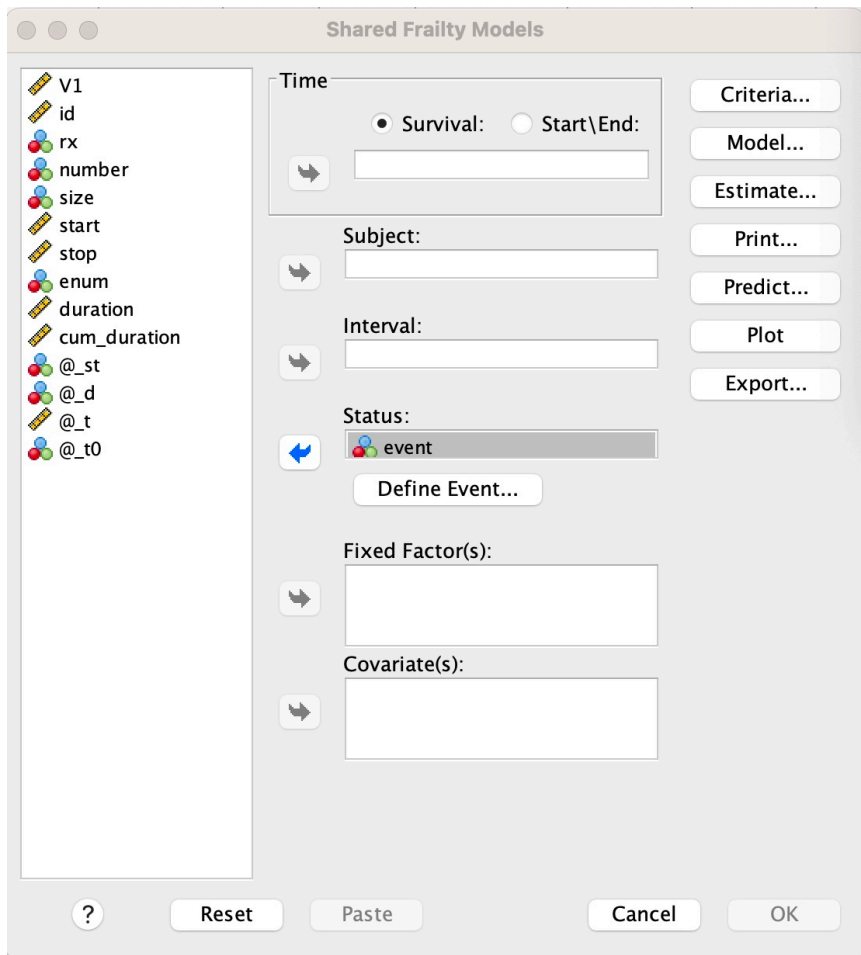 Shared Frailty Models
V1
id
rx
number
size
start
stop
enum
duration
cum_duration
@_st
@_d
@_t
@_t0
Time
Survival: Start\End:
Subject:
Interval:
Status:
event
Define Event...
Fixed Factor(s):
Covariate(s):
Criteria...
Model...
Estimate...
Print...
Predict...
Plot
Export...
? Reset Paste Cancel OK